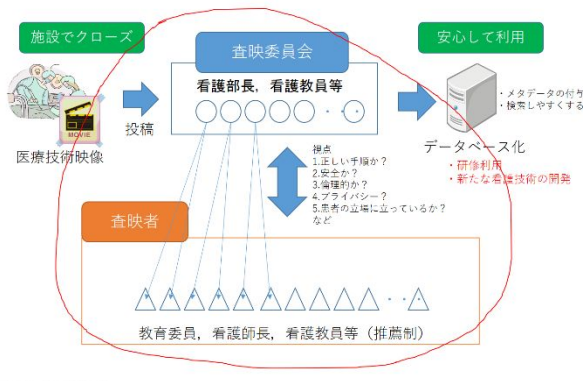 施設でクローズ
査映委員会
安心して利用
看護部長，看護教員等
MOVIE
投稿
医療技術映像
・メタデータの付与
・検索しやすくする
データベース化
・研修利用
・新たな看護技術の開発
視点
1.正しい手順か？
2.安全か？
3.倫理的か？
4.プライバシー？
5.患者の立場に立っているか？
など
査映者
教育委員，看護師長，看護教員等（推薦制）